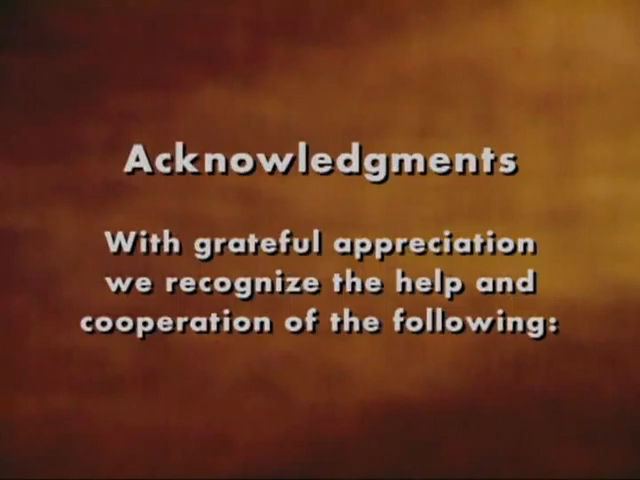 Acknowledgments
With grateful appreciation
we recognize the help and
cooperation of the following: